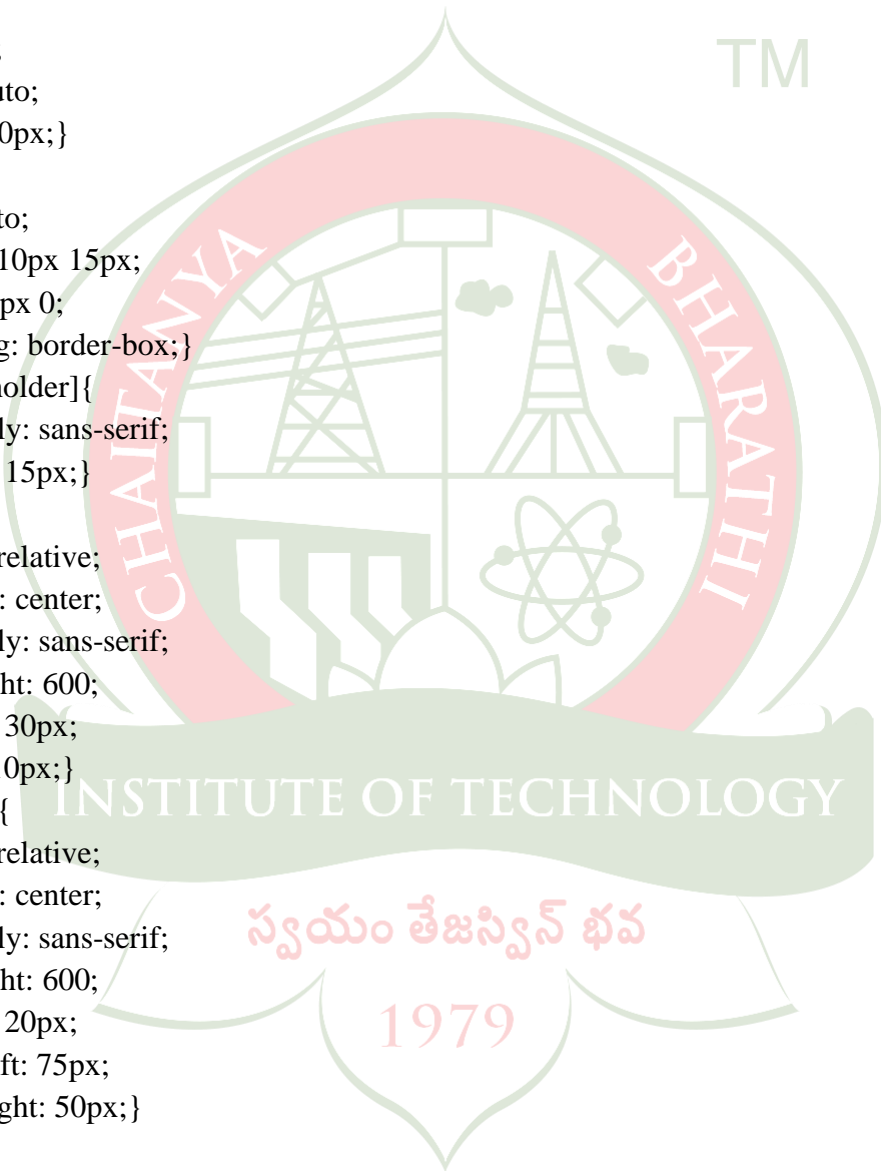 ;
uto;
0px;}
to;
10px 15px;
px 0;
g: border-box;}
holder]{
ly: sans-serif;
15px;}
relative;
: center;
ly: sans-serif;
ht: 600;
30px;
10px;}
{
relative;
: center;
ly: sans-serif;
ht: 600;
20px;
ft: 75px;
ght: 50px;}
TM
CHAITANYA
BHARATHI
INSTITUTE OF TECHNOLOGY
స్వయం తేజస్విన్ భవ
1979